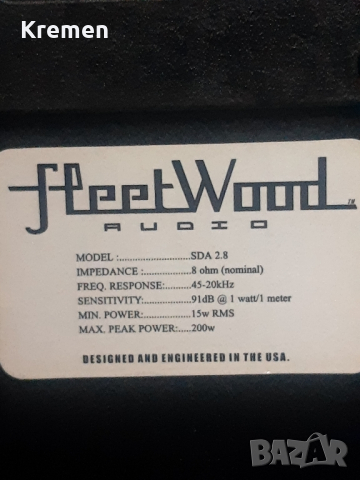 Kremen
fleetWood TM
AUDIO
MODEL :..........................SDA 2.8
IMPEDANCE :...................8 ohm (nominal)
FREQ. RESPONSE:..........45-20kHz
SENSITIVITY:..................91dB @ 1 watt/1 meter
MIN. POWER:..................15w RMS
MAX. PEAK POWER:.....200w
DESIGNED AND ENGINEERED IN THE USA.
BAZAR